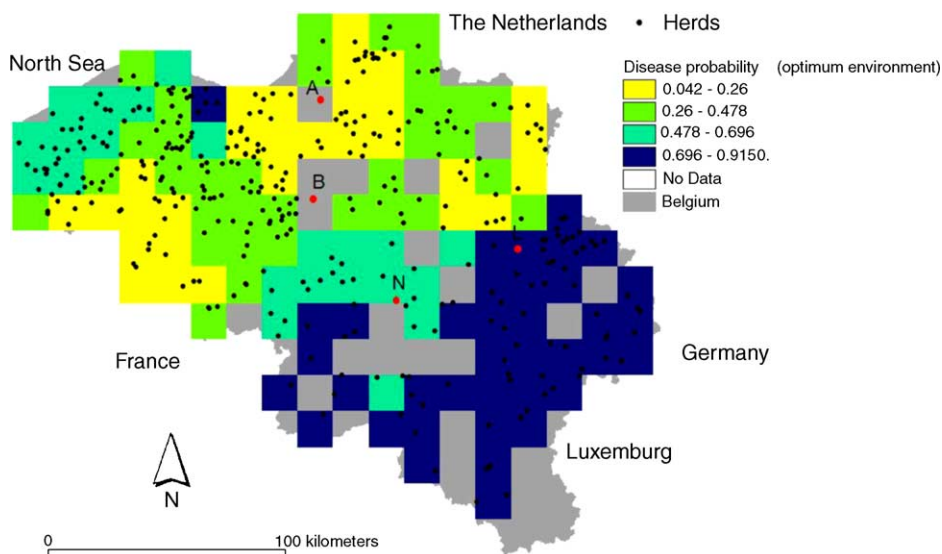 The Netherlands
• Herds
North Sea
Disease probability (optimum environment)
0.042 - 0.26
0.26 - 0.478
0.478 - 0.696
0.696 - 0.9150.
No Data
Belgium
A
B
L
N
France
Germany
Luxemburg
N
0 100 kilometers